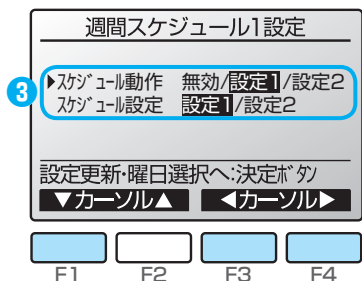 週間スケジュール1設定
3
▶スケジュール動作 無効/設定1/設定2
スケジュール設定 設定1/設定2
設定更新・曜日選択へ:決定ボタン
▼カーソル▲ ◀カーソル▶
F1 F2 F3 F4